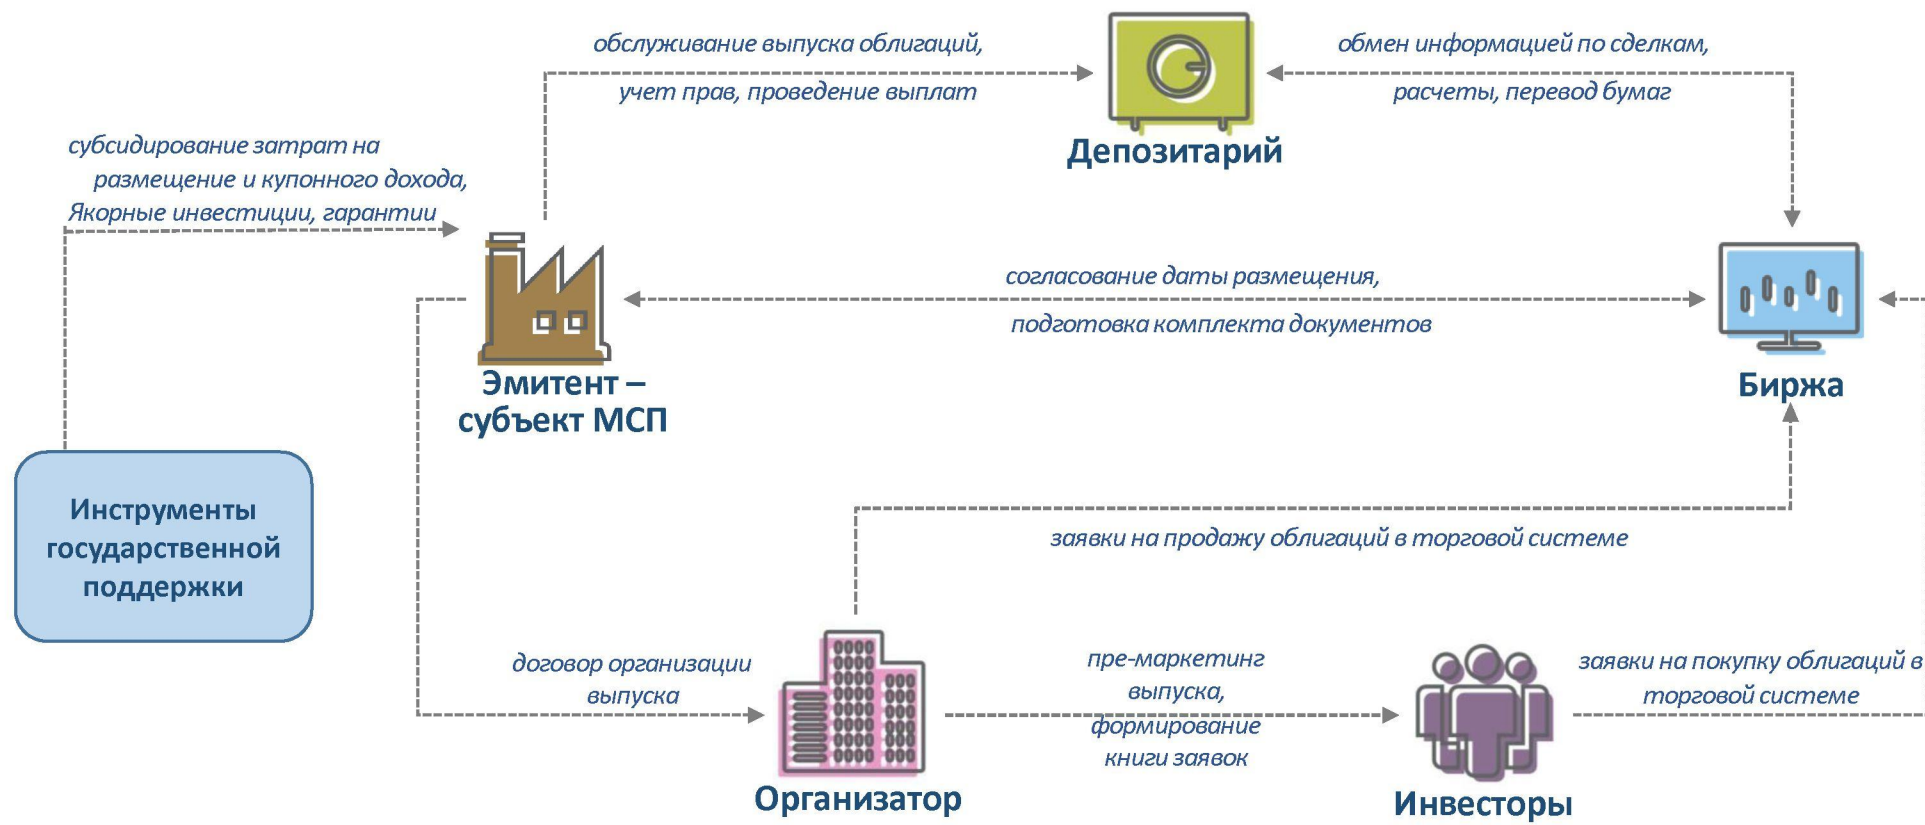 обслуживание выпуска облигаций,
учет прав, проведение выплат
Депозитарий
обмен информацией по сделкам,
расчеты, перевод бумаг
субсидирование затрат на
размещение и купонного дохода,
Якорные инвестиции, гарантии
Эмитент –
субъект МСП
согласование даты размещения,
подготовка комплекта документов
Биржа
Инструменты
государственной
поддержки
заявки на продажу облигаций в торговой системе
договор организации
выпуска
Организатор
пре-маркетинг
выпуска,
формирование
книги заявок
Инвесторы
заявки на покупку облигаций в
торговой системе